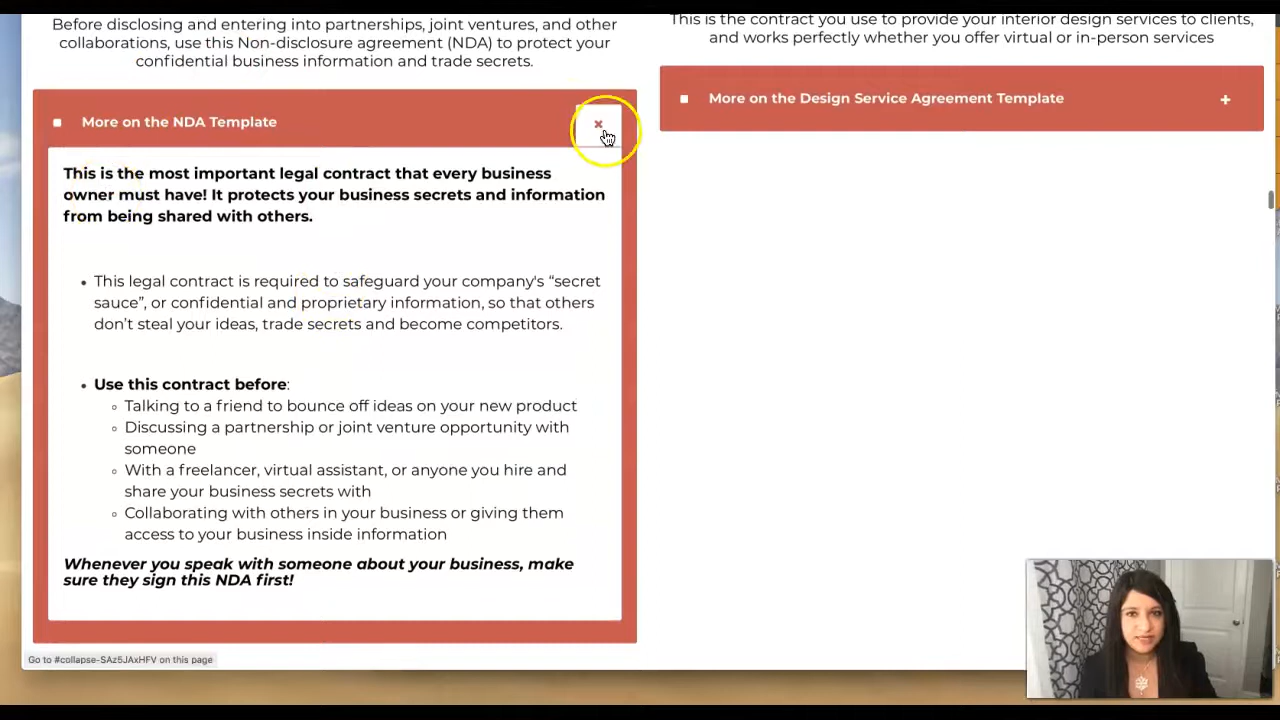 Before disclosing and entering into partnerships, joint ventures, and other
collaborations, use this Non-disclosure agreement (NDA) to protect your
confidential business information and trade secrets.
More on the NDA Template
This is the most important legal contract that every business
owner must have! It protects your business secrets and information
from being shared with others.
This legal contract is required to safeguard your company's “secret
sauce”, or confidential and proprietary information, so that others
don’t steal your ideas, trade secrets and become competitors.
Use this contract before:
Talking to a friend to bounce off ideas on your new product
Discussing a partnership or joint venture opportunity with
someone
With a freelancer, virtual assistant, or anyone you hire and
share your business secrets with
Collaborating with others in your business or giving them
access to your business inside information
Whenever you speak with someone about your business, make
sure they sign this NDA first!
Go to #collapse-SAz5JAxHFV on this page
This is the contract you use to provide your interior design services to clients,
and works perfectly whether you offer virtual or in-person services
More on the Design Service Agreement Template